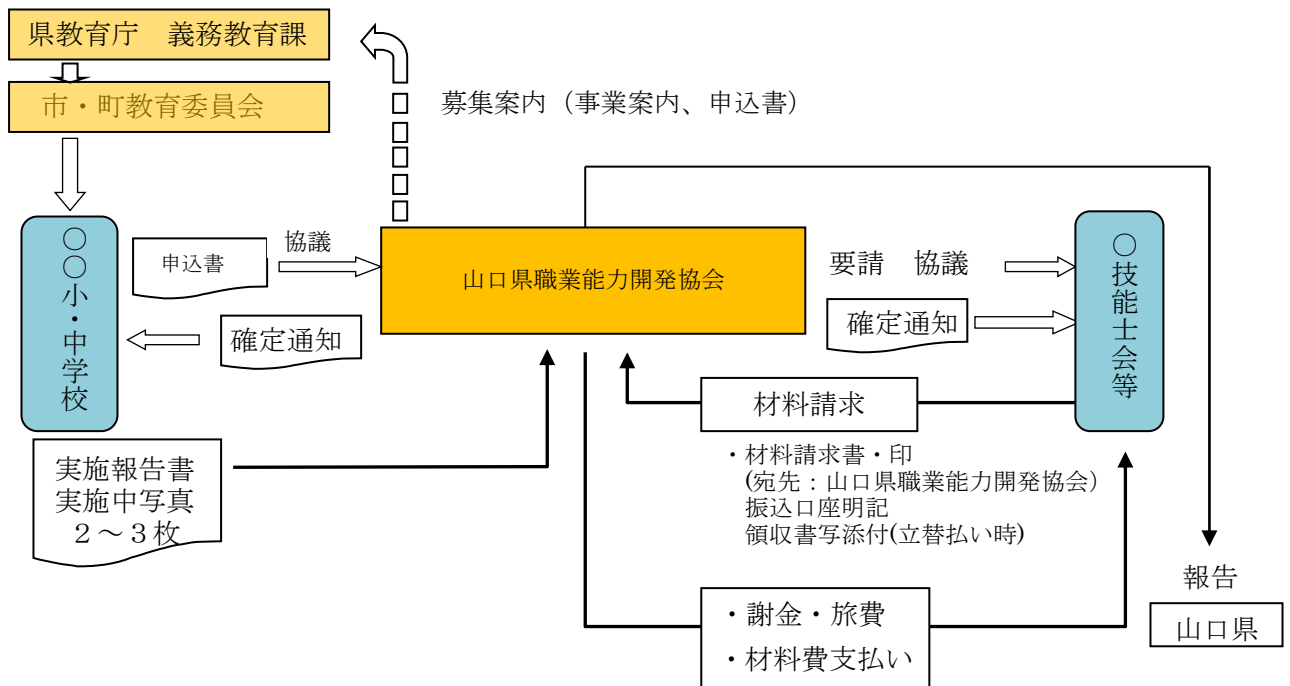 県教育庁　義務教育課
市・町教育委員会
募集案内（事業案内、申込書）
〇〇小・中学校
申込書
協議
確定通知
山口県職業能力開発協会
要請　協議
確定通知
〇技能士会等
材料請求
・材料請求書・印
(宛先：山口県職業能力開発協会）
振込口座明記
領収書写添付(立替払い時)
実施報告書
実施中写真
２～３枚
・謝金・旅費
・材料費支払い
報告
山口県